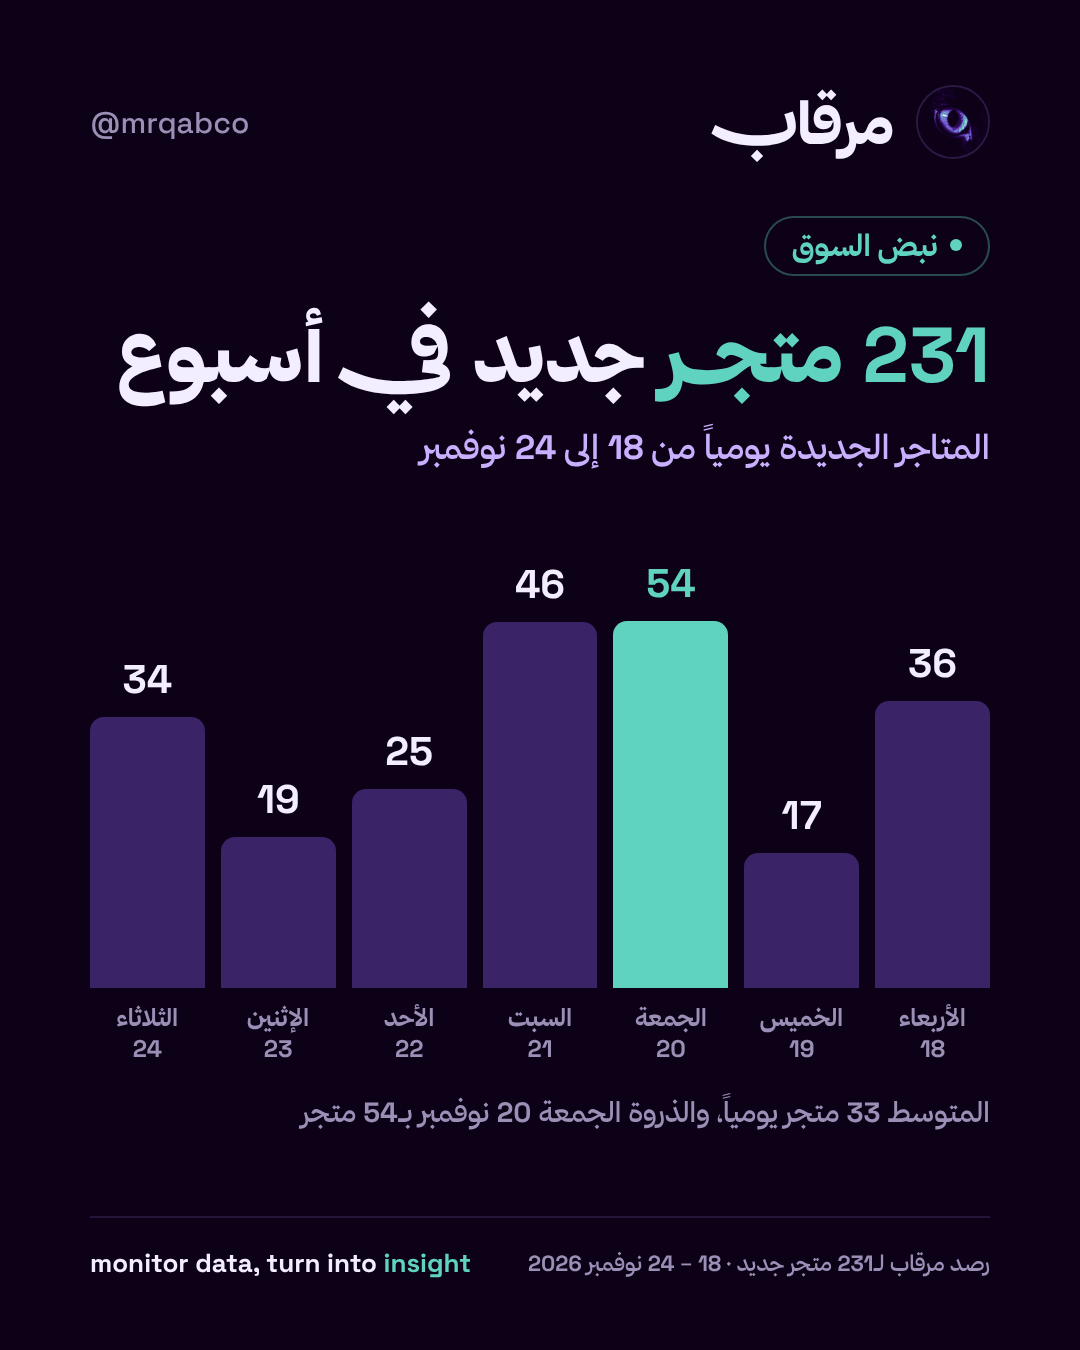 مرقاب
@mrqabco
نبض السوق
231 متجر جديد في أسبوع
المتاجر الجديدة يومياً من 18 إلى 24 نوفمبر
36
17
54
46
25
19
34
الأربعاء
18
الخميس
19
الجمعة
20
السبت
21
الأحد
22
الإثنين
23
الثلاثاء
24
المتوسط 33 متجر يومياً، والذروة الجمعة 20 نوفمبر بـ54 متجر
رصد مرقاب لـ231 متجر جديد · 18 – 24 نوفمبر 2026
monitor data, turn into insight